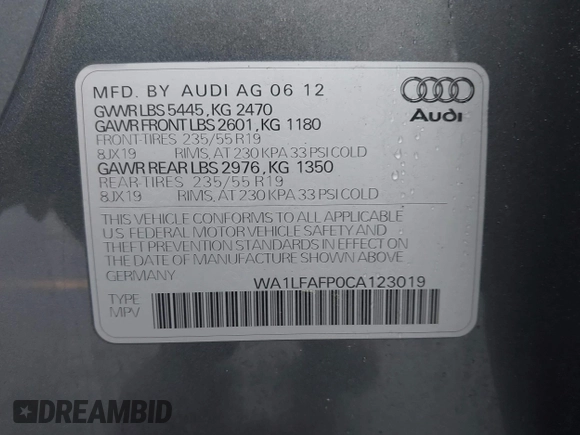 MFD. BY AUDI AG 06 12
GVWR LBS 5445, KG 2470
GAWR FRONT LBS 2601, KG 1180
FRONT-TIRES 235/55 R19
8JX19 RIMS, AT 230 KPA 33 PSI COLD
GAWR REAR LBS 2976, KG 1350
REAR-TIRES 235/55 R19
8JX19 RIMS, AT 230 KPA 33 PSI COLD
Audi
THIS VEHICLE CONFORMS TO ALL APPLICABLE
U.S. FEDERAL MOTOR VEHICLE SAFETY AND
THEFT PREVENTION STANDARDS IN EFFECT ON
THE DATE OF MANUFACTURE SHOWN ABOVE
GERMANY WA1LFAFP0CA123019
TYPE
MPV
DREAMBID